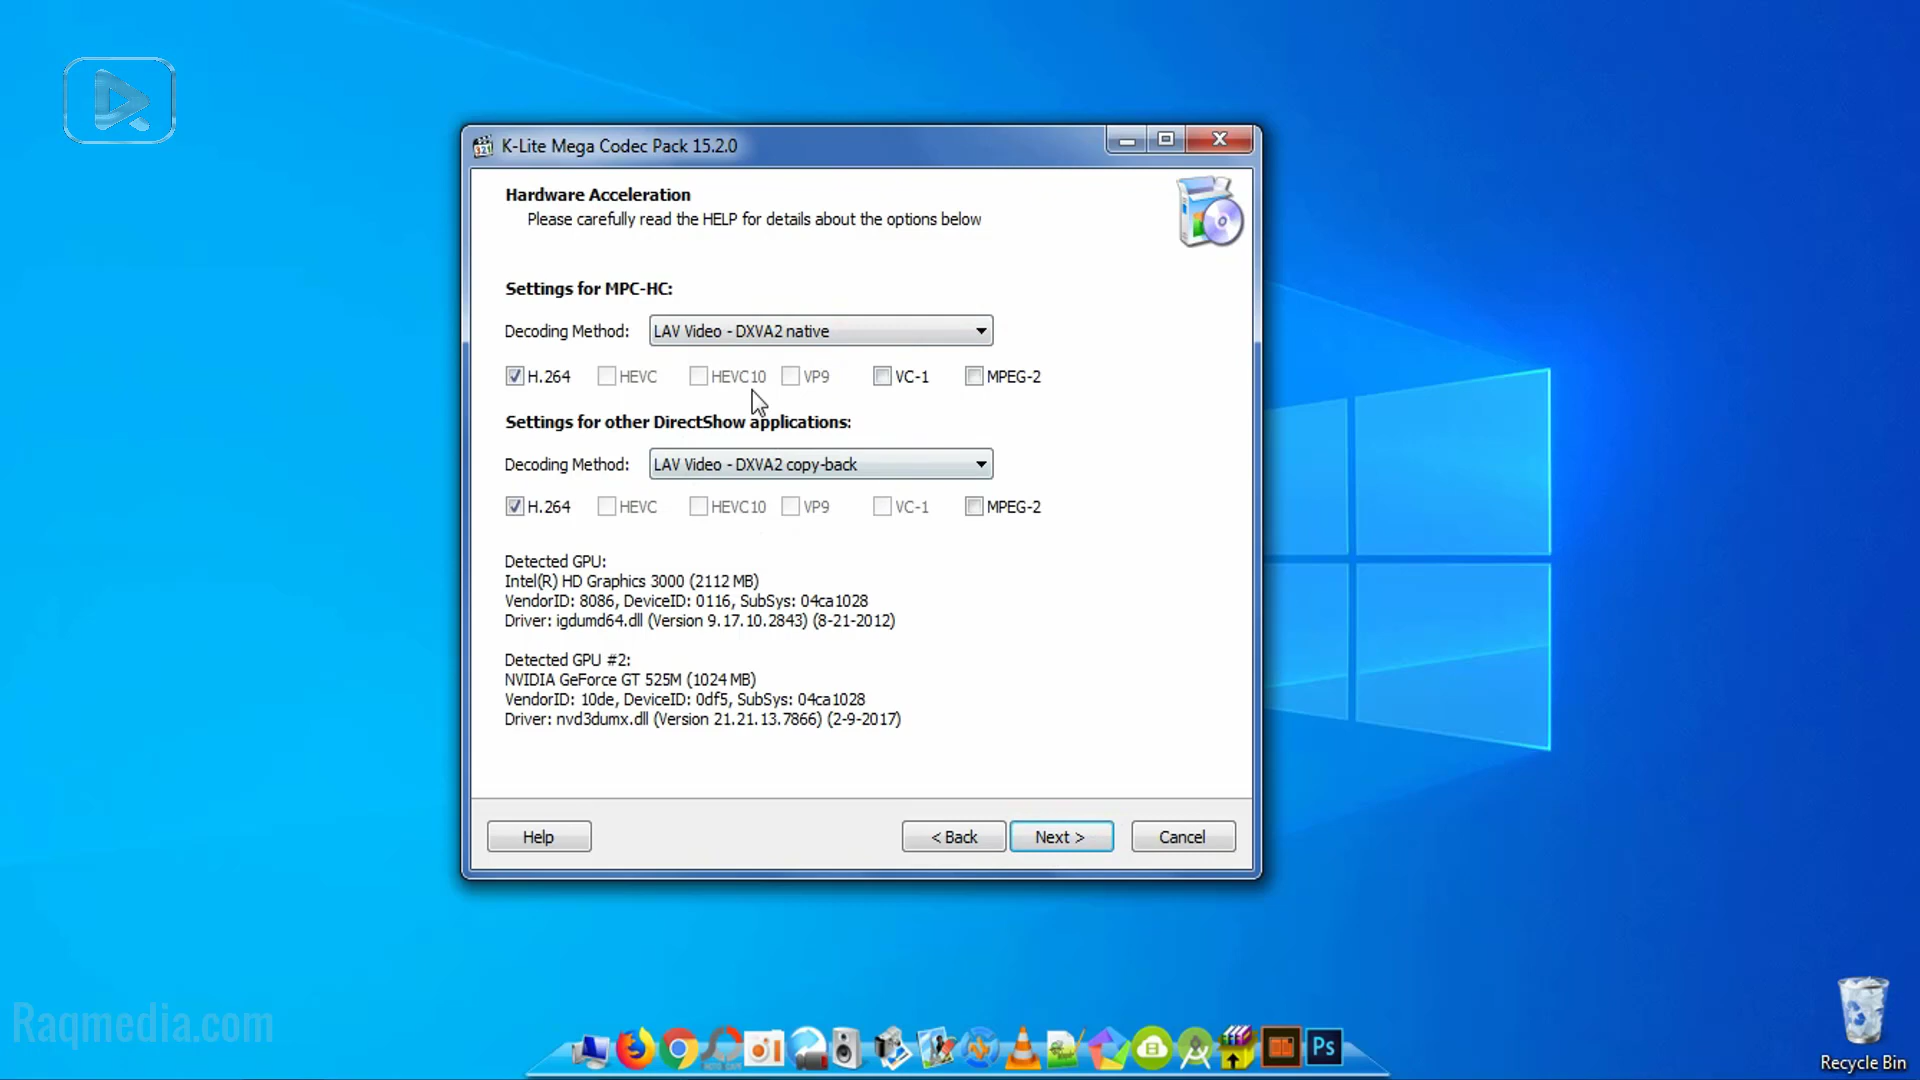 K-Lite Mega Codec Pack 15.2.0
Hardware Acceleration
Please carefully read the HELP for details about the options below
Settings for MPC-HC:
Decoding Method: LAV Video - DXVA2 native
H.264 HEVC HEVC10 VP9 VC-1 MPEG-2
Settings for other DirectShow applications:
Decoding Method: LAV Video - DXVA2 copy-back
H.264 HEVC HEVC10 VP9 VC-1 MPEG-2
Detected GPU:
Intel(R) HD Graphics 3000 (2112 MB)
VendorID: 8086, DeviceID: 0116, SubSys: 04ca1028
Driver: igdumd64.dll (Version 9.17.10.2843) (8-21-2012)
Detected GPU #2:
NVIDIA GeForce GT 525M (1024 MB)
VendorID: 10de, DeviceID: 0df5, SubSys: 04ca1028
Driver: nvd3dumx.dll (Version 21.21.13.7866) (2-9-2017)
Help < Back Next > Cancel
Raqmedia.com
Ps
Recycle Bin